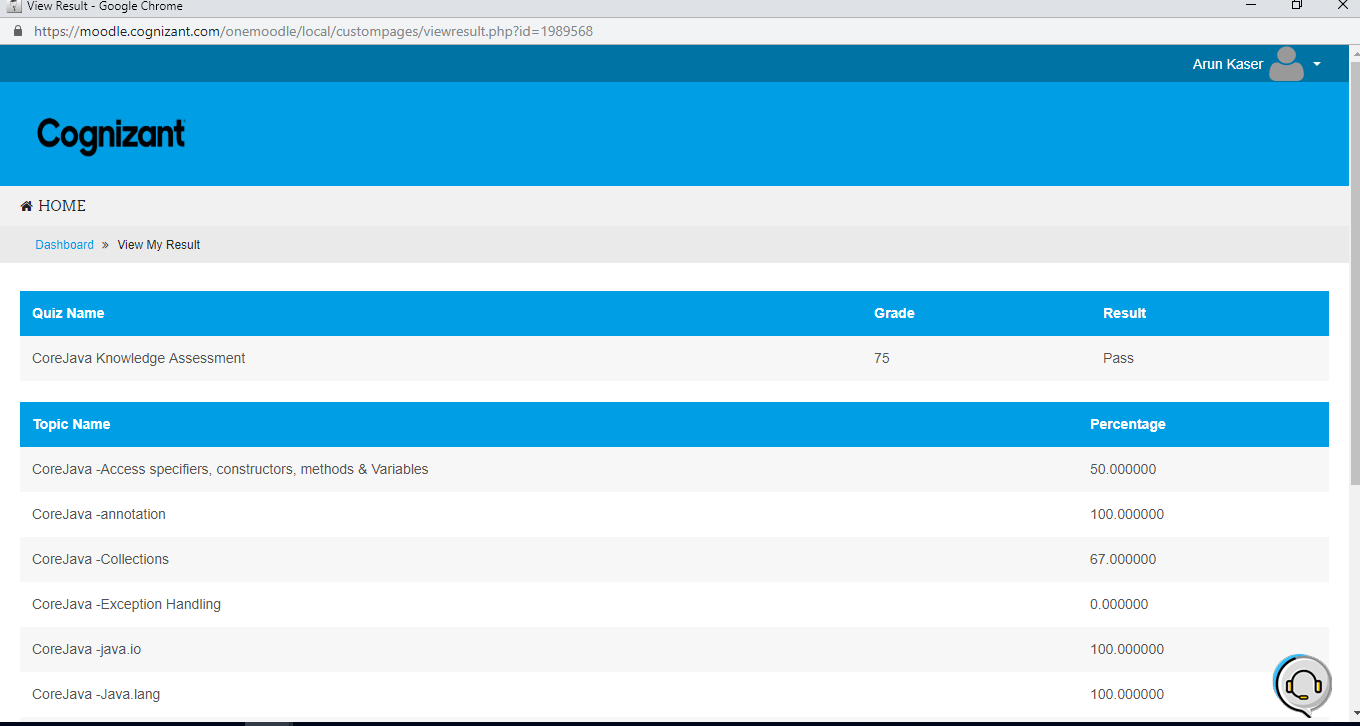 View Result - Google Chrome
https://moodle.cognizant.com/onemoodle/local/custompages/viewresult.php?id=1989568
Arun Kaser
Cognizant
HOME
Dashboard » View My Result
Quiz Name Grade Result
CoreJava Knowledge Assessment 75 Pass
Topic Name Percentage
CoreJava -Access specifiers, constructors, methods & Variables 50.000000
CoreJava -annotation 100.000000
CoreJava -Collections 67.000000
CoreJava -Exception Handling 0.000000
CoreJava -java.io 100.000000
CoreJava -Java.lang 100.000000